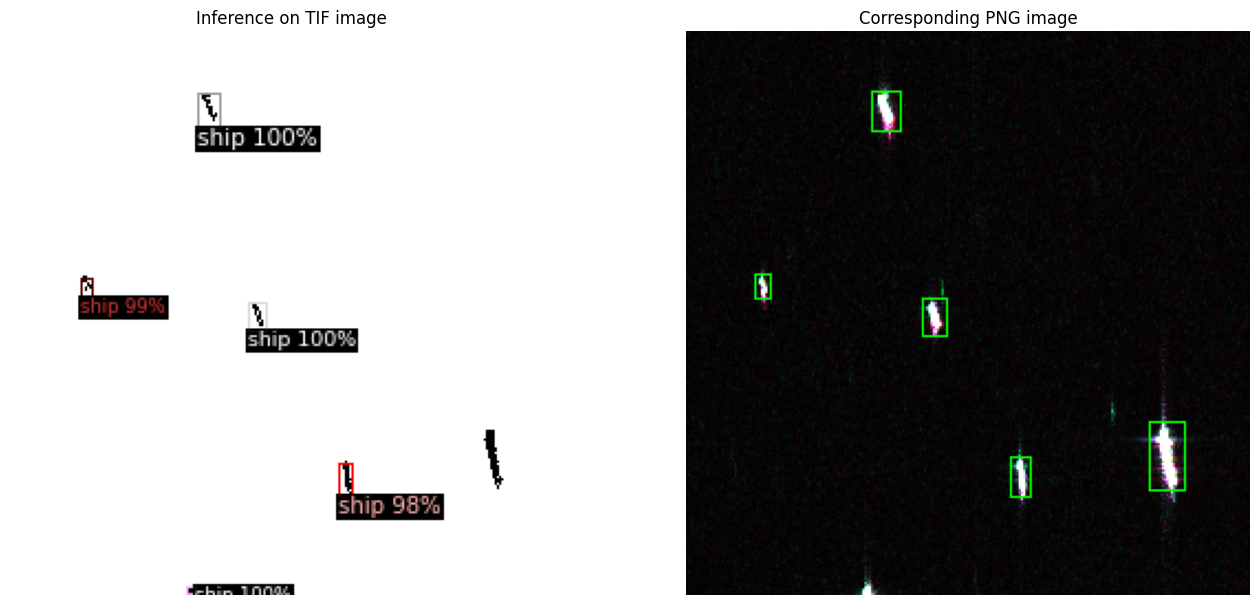 Inference on TIF image
Corresponding PNG image
ship 100%
ship 99%
ship 100%
ship 98%
ship 100%